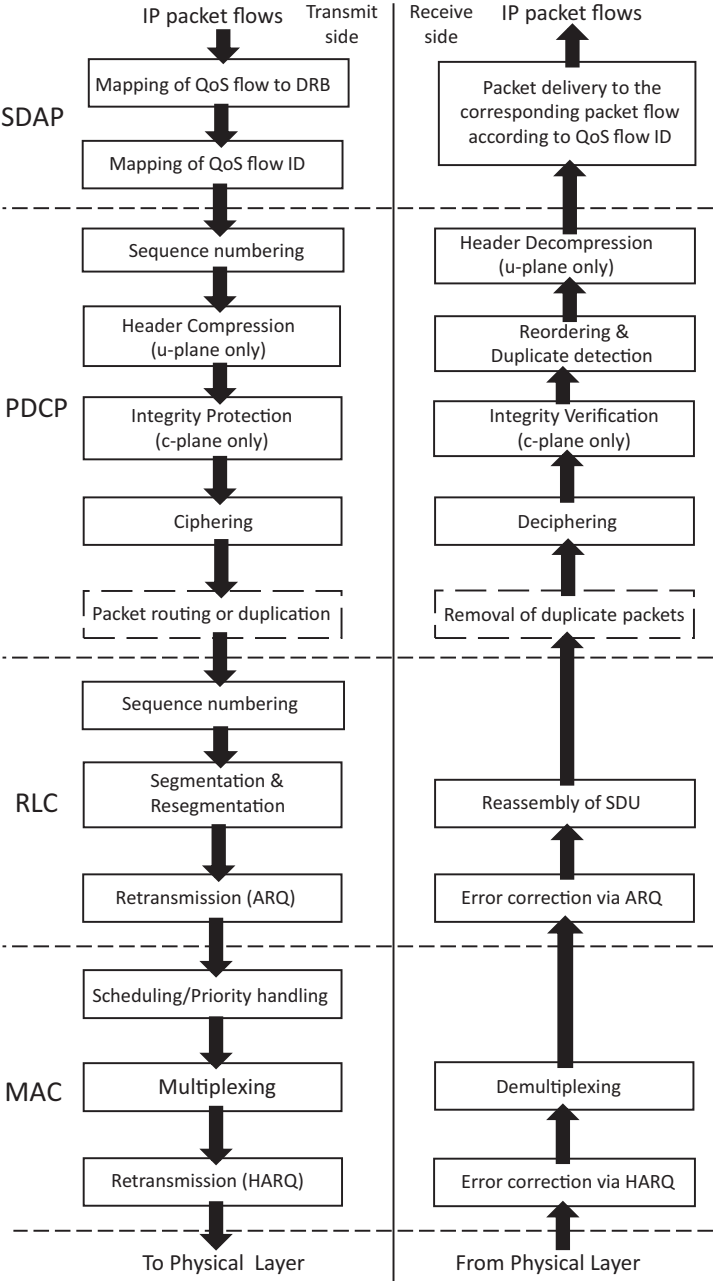 IP packet flows
Transmit
side
Receive
side
IP packet flows
SDAP
Mapping of QoS flow to DRB
Mapping of QoS flow ID
Packet delivery to the
corresponding packet flow
according to QoS flow ID
PDCP
Sequence numbering
Header Compression
(u-plane only)
Integrity Protection
(c-plane only)
Ciphering
Packet routing or duplication
Header Decompression
(u-plane only)
Reordering &
Duplicate detection
Integrity Verification
(c-plane only)
Deciphering
Removal of duplicate packets
RLC
Sequence numbering
Segmentation &
Resegmentation
Retransmission (ARQ)
Reassembly of SDU
Error correction via ARQ
MAC
Scheduling/Priority handling
Multiplexing
Retransmission (HARQ)
Demultiplexing
Error correction via HARQ
To Physical Layer
From Physical Layer